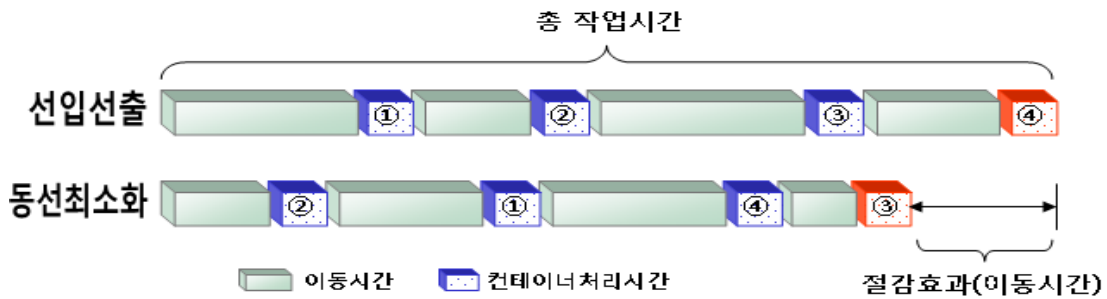 총 작업시간
선입선출 ① ② ③ ④
동선최소화 ② ① ④ ③
이동시간 컨테이너처리시간 절감효과(이동시간)